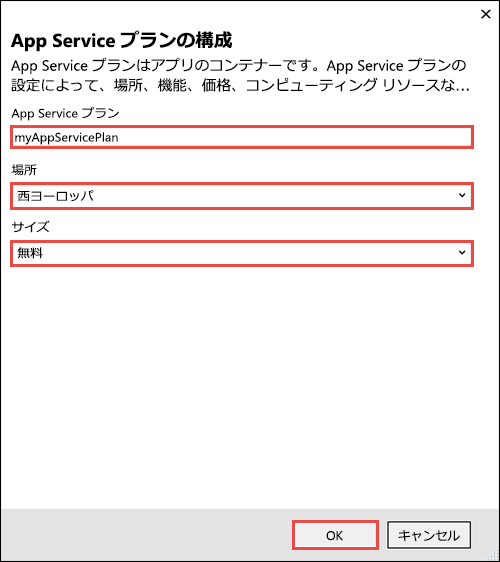 App Service プランの構成
App Service プランはアプリのコンテナーです。App Service プランの
設定によって、場所、機能、価格、コンピューティング リソースな...
App Service プラン
myAppServicePlan
場所
西ヨーロッパ
サイズ
無料
OK
キャンセル